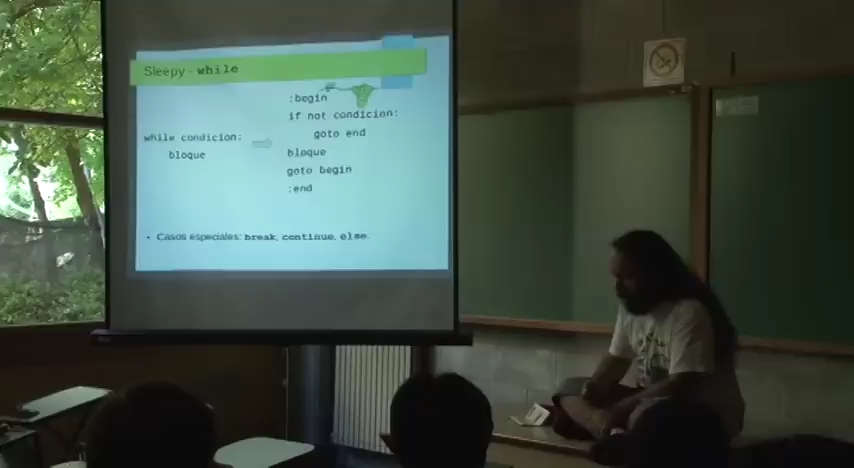 Sleepy - while
while condicion:
bloque
:begin
if not condicion:
goto end
bloque
goto begin
:end
• Casos especiales: break, continue, else.